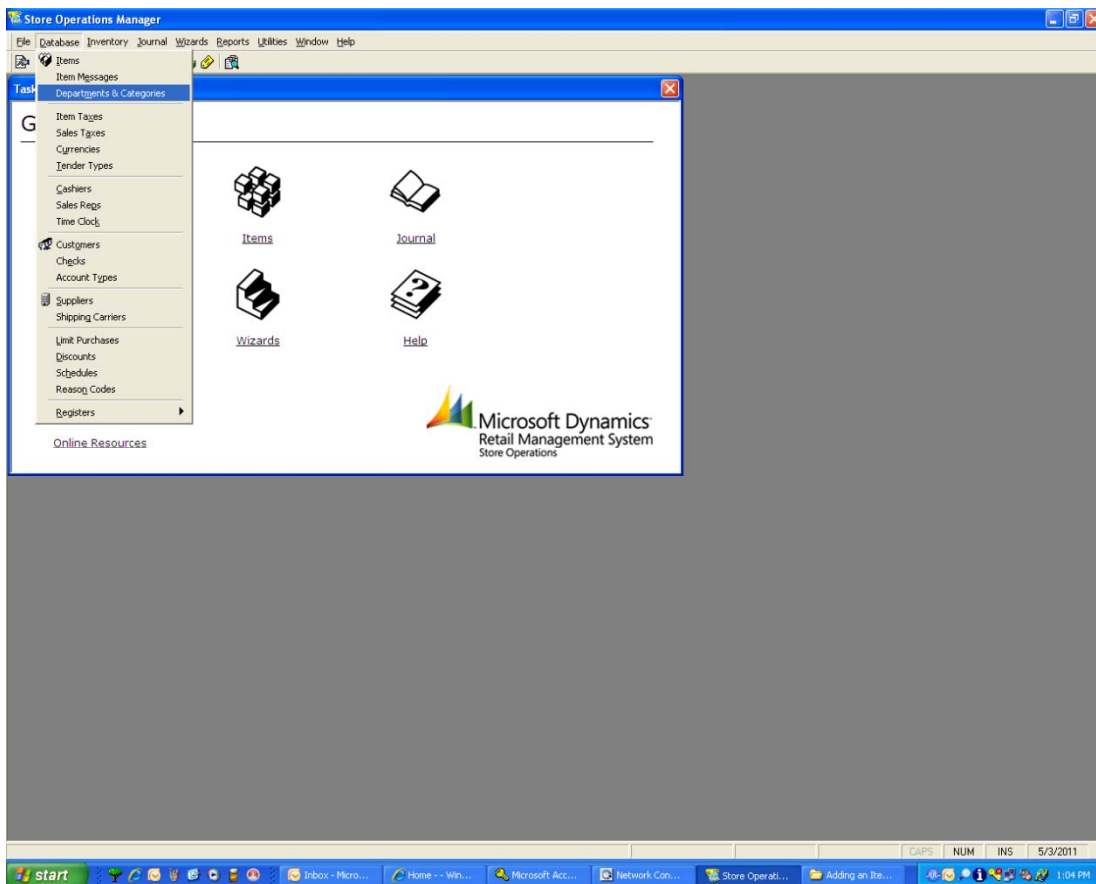 Store Operations Manager
File Database Inventory Journal Wizards Reports Utilities Window Help
Items
Item Messages
Task
Departments & Categories
G
Item Taxes
Sales Taxes
Currencies
Tender Types
Cashiers
Sales Reps
Time Clock
Items
Journal
Customers
Checks
Account Types
Suppliers
Shipping Carriers
Wizards
Help
Limit Purchases
Discounts
Schedules
Reason Codes
Registers
Microsoft Dynamics
Retail Management System
Store Operations
Online Resources
CAPS NUM INS 5/3/2011
start Inbox - Micro... Home - - Win... Microsoft Acc... Network Con... Store Operati... Adding an Ite... 1:04 PM